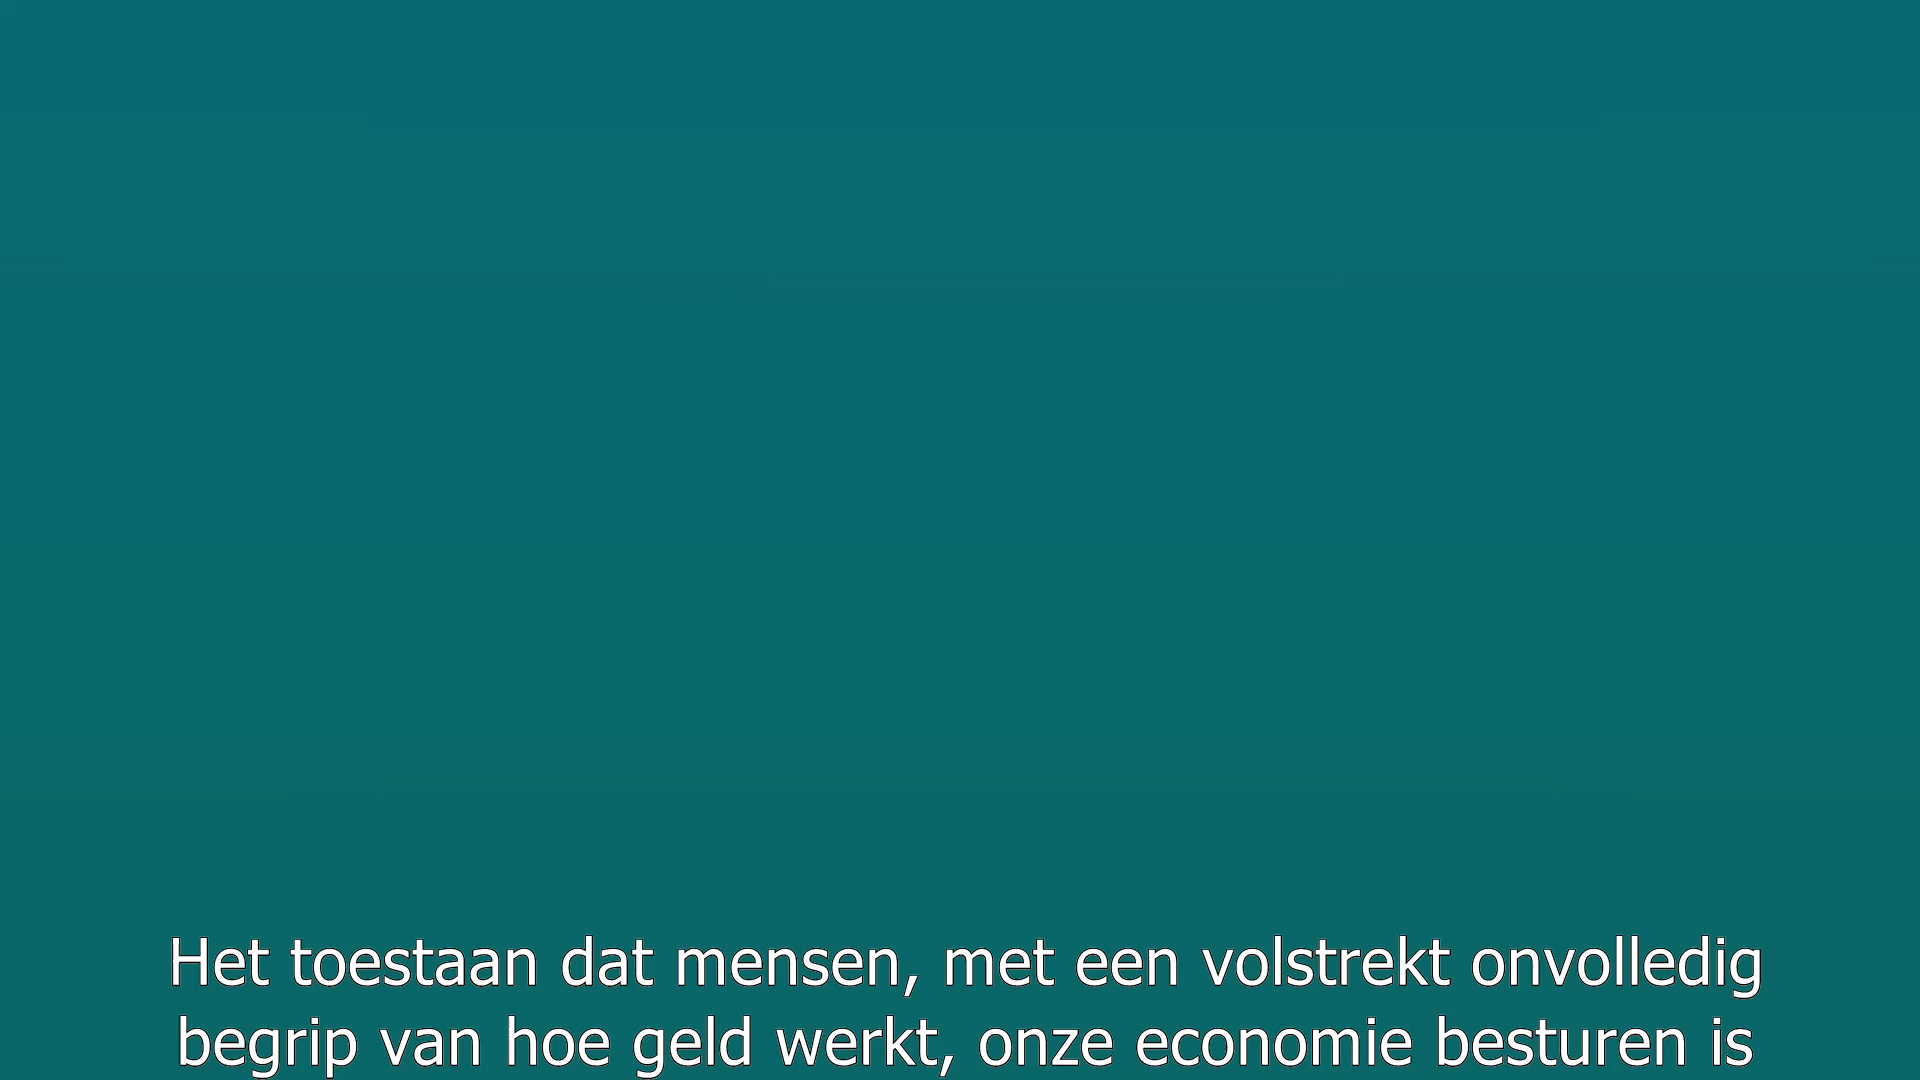 Het toestaan dat mensen, met een volstrekt onvolledig
begrip van hoe geld werkt, onze economie besturen is